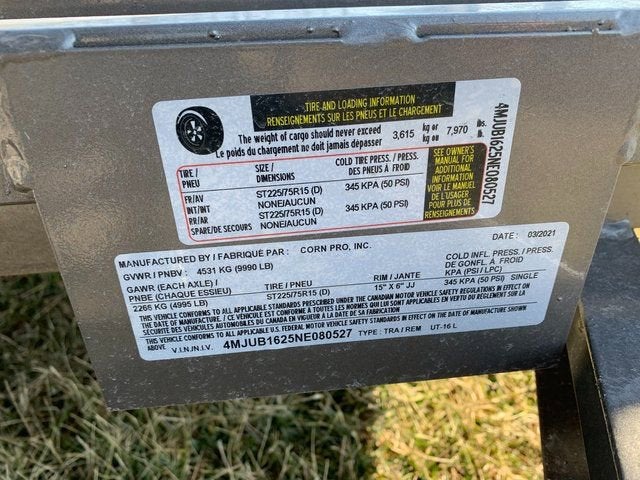 TIRE AND LOADING INFORMATION
RENSEIGNEMENTS SUR LES PNEUS ET LE CHARGEMENT
The weight of cargo should never exceed
Le poids du chargement ne doit jamais dépasser
3,615 kg or kg ou 7,970 lbs. lb.
TIRE / PNEU SIZE / DIMENSIONS COLD TIRE PRESS. / PRESS. DES PNEUS À FROID
FR/AV ST225/75R15 (D) 345 KPA (50 PSI)
INT/INT NONE/AUCUN
RR/AR ST225/75R15 (D) 345 KPA (50 PSI)
SPARE/DE SECOURS NONE/AUCUN
SEE OWNER'S
MANUAL FOR
ADDITIONAL
INFORMATION
VOIR LE MANUEL
DE L'USAGER
POUR PLUS DE
RENSEIGNEMENTS
4MJUB1625NE080527
MANUFACTURED BY / FABRIQUÉ PAR : CORN PRO, INC. DATE : 03/2021
GVWR / PNBV : 4531 KG (9990 LB)
GAWR (EACH AXLE) / PNBE (CHAQUE ESSIEU) TIRE / PNEU RIM / JANTE COLD INFL. PRESS. / PRESS. DE GONFL. À FROID KPA (PSI / LPC)
2266 KG (4995 LB) ST225/75R15 (D) 15" X 6" JJ 345 KPA (50 PSI) SINGLE
THIS VEHICLE CONFORMS TO ALL APPLICABLE STANDARDS PRESCRIBED UNDER THE CANADIAN MOTOR VEHICLE SAFETY REGULATIONS IN EFFECT ON
THE DATE OF MANUFACTURE / CE VÉHICULE EST CONFORME À TOUTES LES NORMES QUI LUI SONT APPLICABLES EN VERTU DU RÈGLEMENT SUR LA
SÉCURITÉ DES VÉHICULES AUTOMOBILES DU CANADA EN VIGUEUR À LA DATE DE SA FABRICATION
THIS VEHICLE CONFORMS TO ALL APPLICABLE U.S. FEDERAL MOTOR VEHICLE SAFETY STANDARDS IN EFFECT ON THE DATE OF MANUFACTURE SHOWN
ABOVE V.I.N./N.I.V. 4MJUB1625NE080527 TYPE : TRA / REM UT-16 L